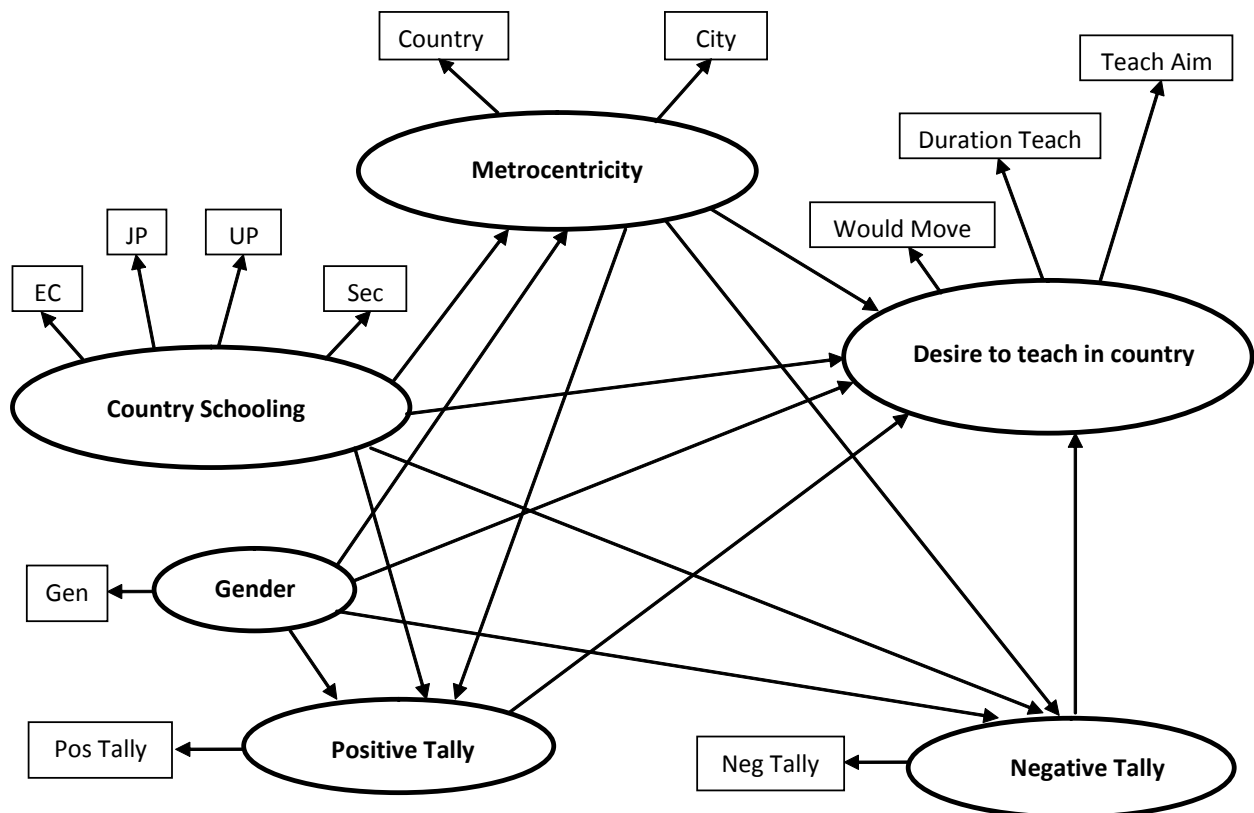 Country
City
Teach Aim
Duration Teach
Metrocentricity
JP
UP
Would Move
EC
Sec
Desire to teach in country
Country Schooling
Gen
Gender
Pos Tally
Positive Tally
Neg Tally
Negative Tally